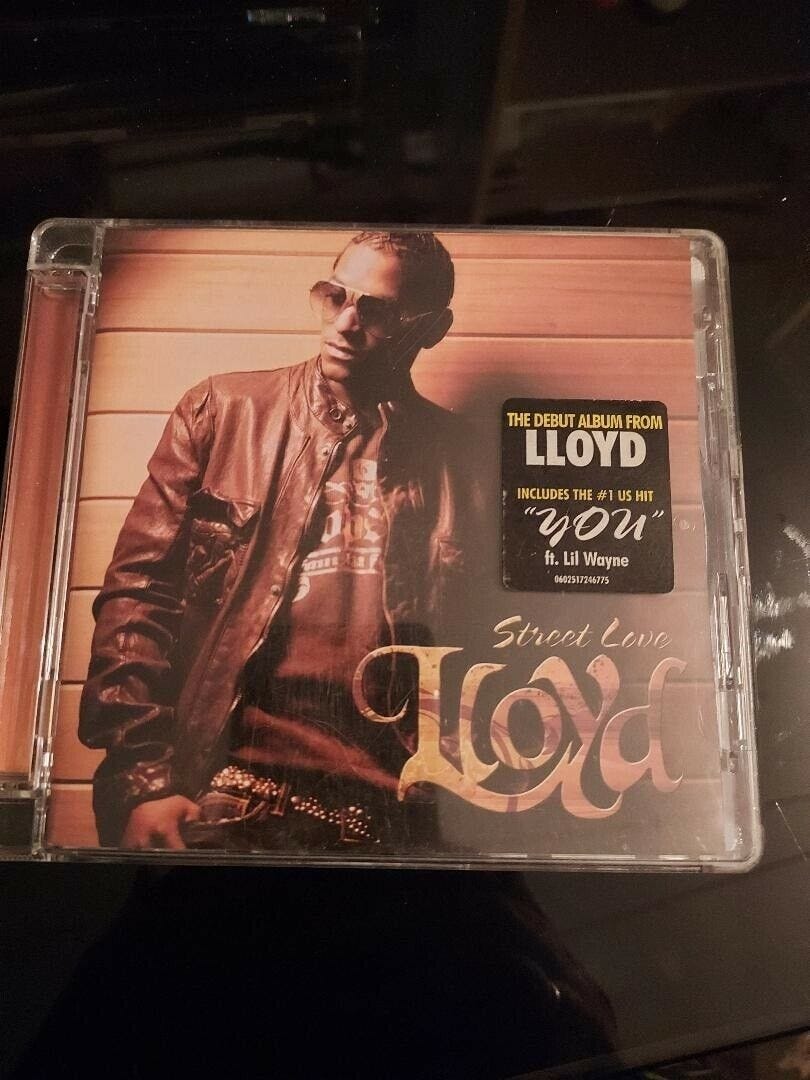 THE DEBUT ALBUM FROM
LLOYD
INCLUDES THE #1 US HIT
"YOU"
ft. Lil Wayne
0602517246775
Street Love
Lloyd